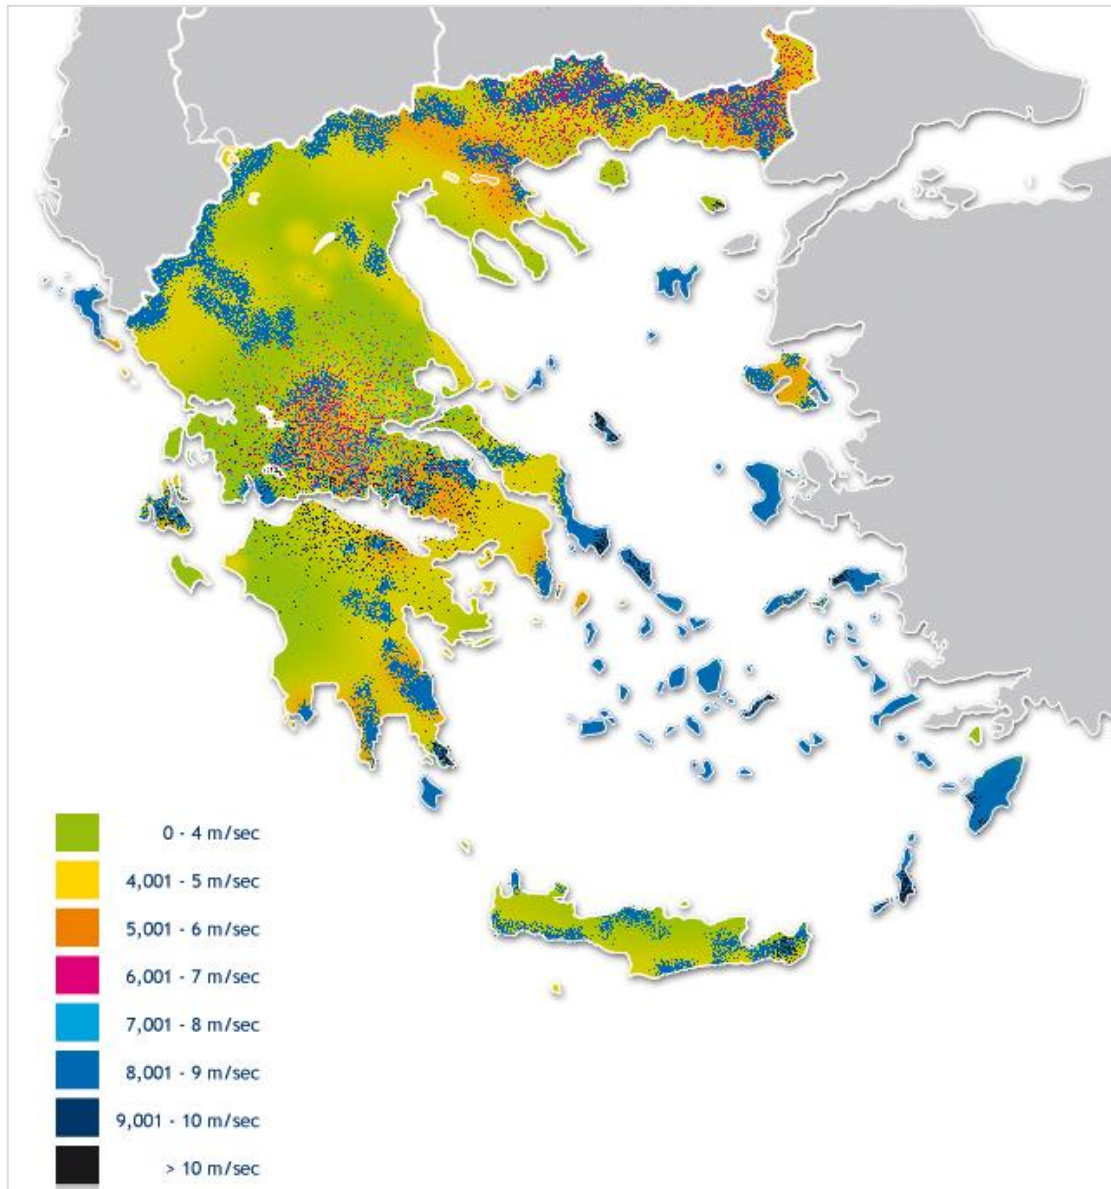 0 - 4 m/sec
4,001 - 5 m/sec
5,001 - 6 m/sec
6,001 - 7 m/sec
7,001 - 8 m/sec
8,001 - 9 m/sec
9,001 - 10 m/sec
> 10 m/sec